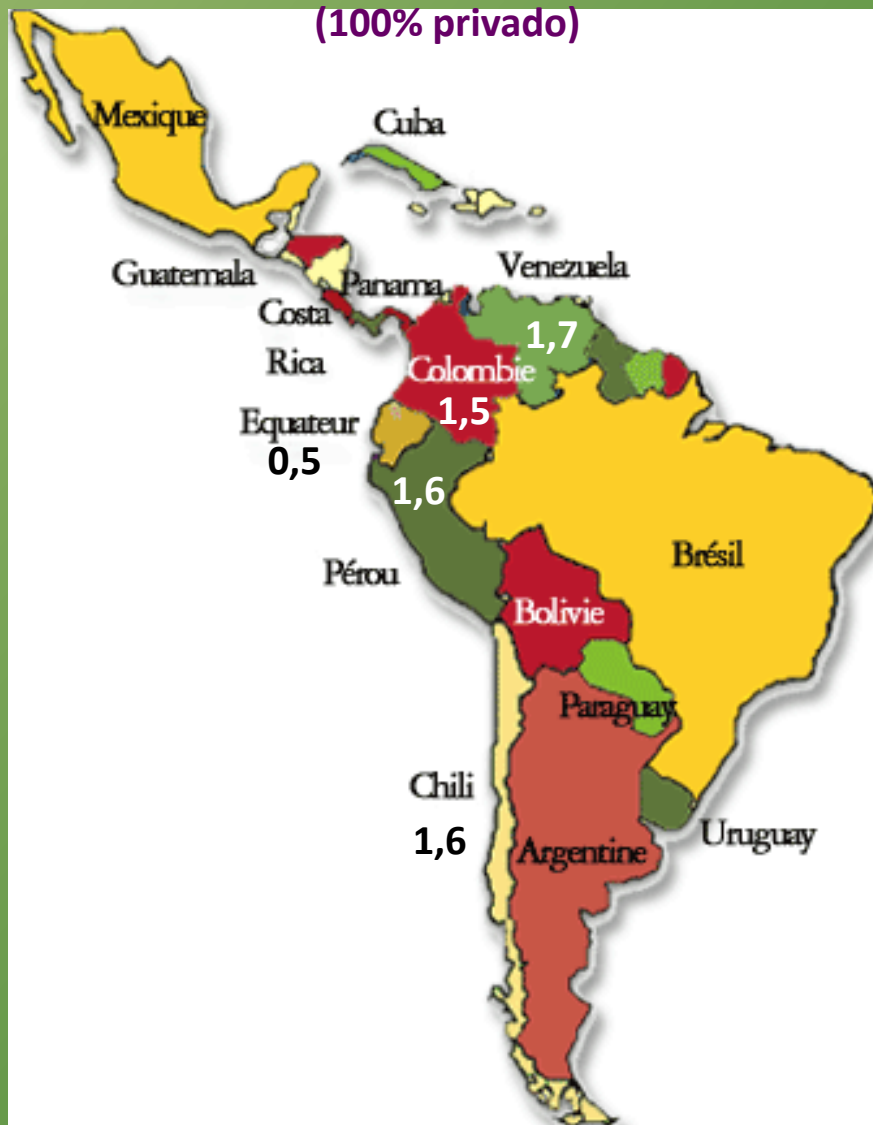 (100% privado)
Mexique
Cuba
Guatemala
Panama
Venezuela
Costa
Rica
1,7
Colombie
1,5
Equateur
0,5
1,6
Pérou
Brésil
Bolivie
Paraguay
Chili
1,6
Argentine
Uruguay